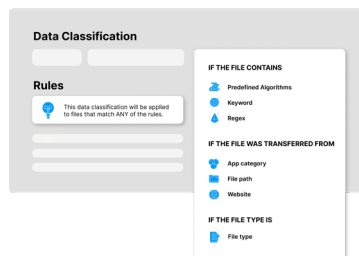 Data Classification
Rules
This data classification will be applied
to files that match ANY of the rules.
IF THE FILE CONTAINS
Predefined Algorithms
Keyword
Regex
IF THE FILE WAS TRANSFERRED FROM
App category
File path
Website
IF THE FILE TYPE IS
File type